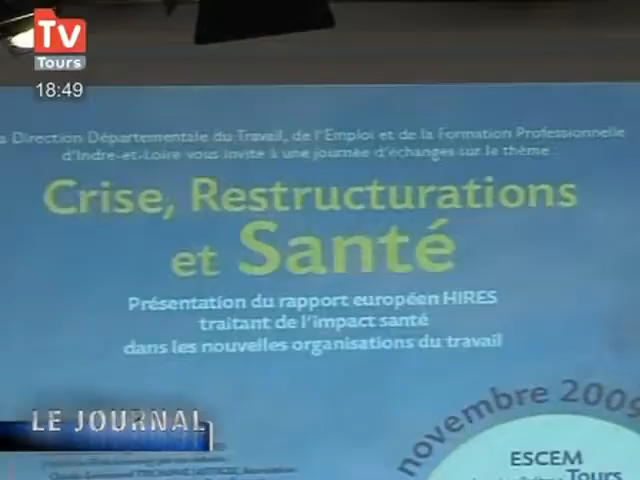 Tv
Tours
18:49
a Direction Départementale du Travail, de l'Emploi et de la Formation Professionnelle
d'Indre-et-Loire vous invite à une journée d'échanges sur le thème
Crise, Restructurations
et Santé
Présentation du rapport européen HIRES
traitant de l'impact santé
dans les nouvelles organisations du travail
novembre 2009
LE JOURNAL
ESCEM
Tours